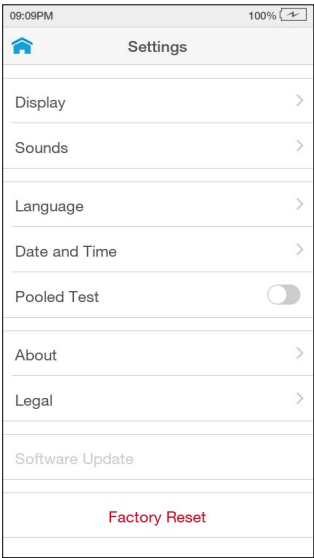 09:09PM 100%
Settings
Display
Sounds
Language
Date and Time
Pooled Test
About
Legal
Software Update
Factory Reset